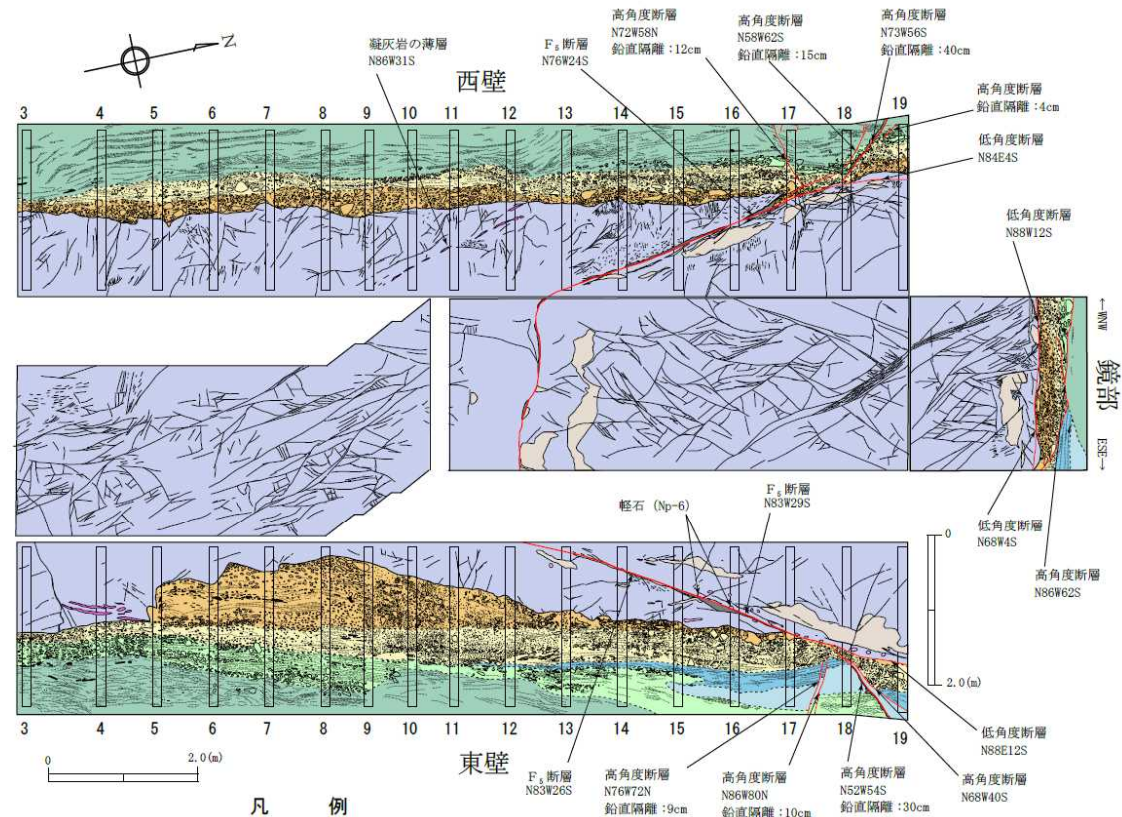 高角度断層
N72W58N
鉛直隔離：12cm
高角度断層
N58W62S
鉛直隔離：15cm
高角度断層
N73W56S
鉛直隔離：40cm
凝灰岩の薄層
N86W31S
F₅断層
N76W24S
N
西壁
高角度断層
鉛直隔離：4cm
3 4 5 6 7 8 9 10 11 12 13 14 15 16 17 18 19
低角度断層
N84E4S
低角度断層
N88W12S
←WNW
鏡部
ESE→
軽石 (Np-6)
F₅断層
N83W29S
低角度断層
N68W4S
高角度断層
N86W62S
0
2.0(m)
3 4 5 6 7 8 9 10 11 12 13 14 15 16 17 18 19
東壁
低角度断層
N88E12S
0 2.0(m)
F₅断層
N83W26S
高角度断層
N76W72N
鉛直隔離：9cm
高角度断層
N86W80N
鉛直隔離：10cm
高角度断層
N52W54S
鉛直隔離：30cm
高角度断層
N68W40S
凡 例